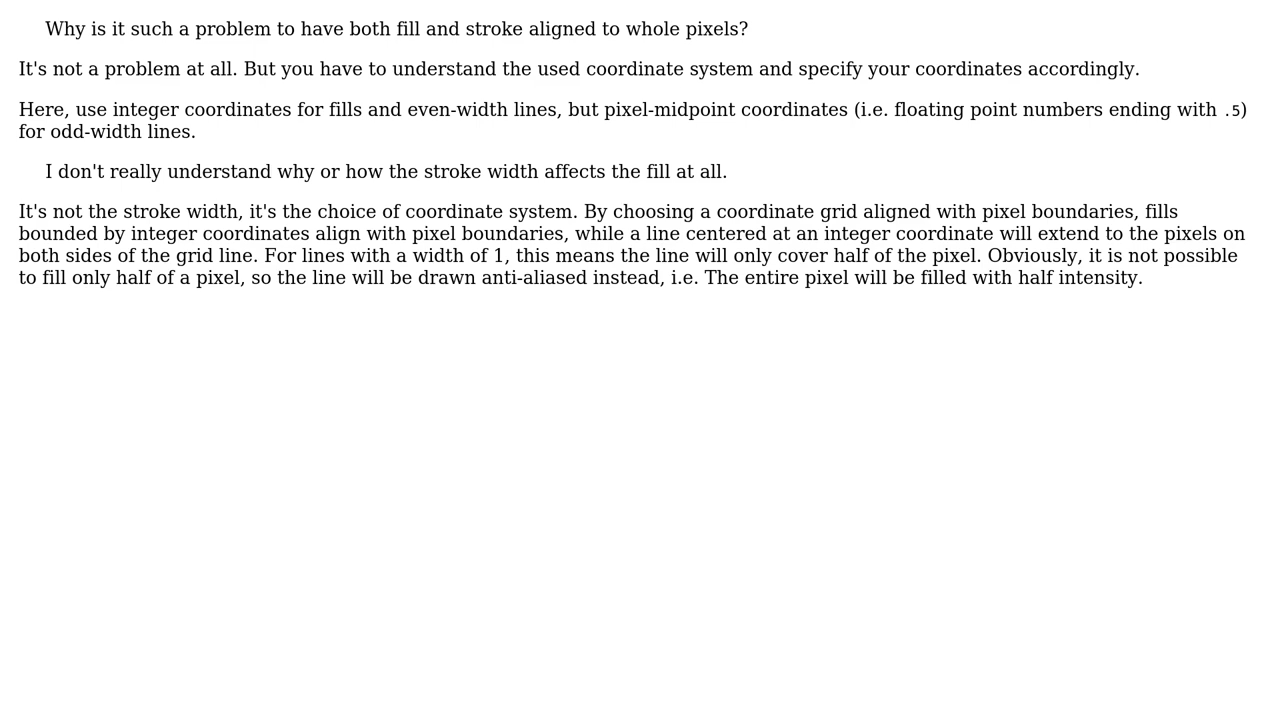 Why is it such a problem to have both fill and stroke aligned to whole pixels?
It's not a problem at all. But you have to understand the used coordinate system and specify your coordinates accordingly.
Here, use integer coordinates for fills and even-width lines, but pixel-midpoint coordinates (i.e. floating point numbers ending with .5)
for odd-width lines.
I don't really understand why or how the stroke width affects the fill at all.
It's not the stroke width, it's the choice of coordinate system. By choosing a coordinate grid aligned with pixel boundaries, fills
bounded by integer coordinates align with pixel boundaries, while a line centered at an integer coordinate will extend to the pixels on
both sides of the grid line. For lines with a width of 1, this means the line will only cover half of the pixel. Obviously, it is not possible
to fill only half of a pixel, so the line will be drawn anti-aliased instead, i.e. The entire pixel will be filled with half intensity.